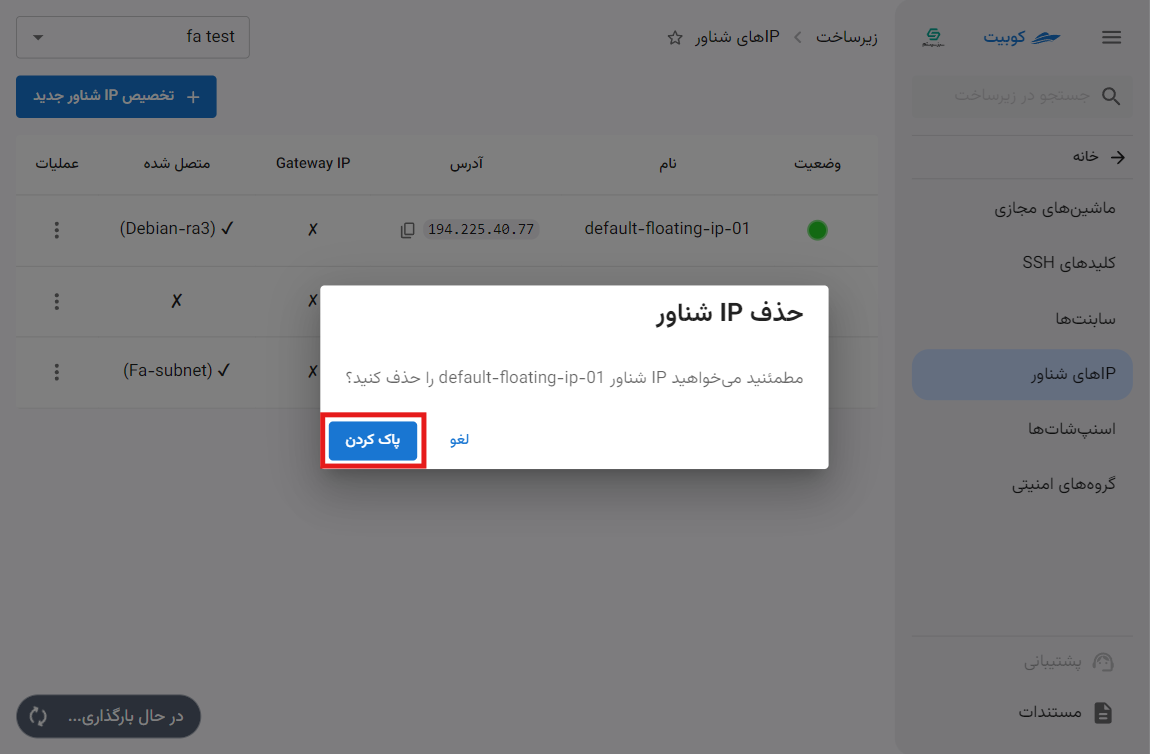 کوبیت
جستجو در زیرساخت
خانه
ماشین‌های مجازی
کلیدهای SSH
سابنت‌ها
IPهای شناور
اسنپ‌شات‌ها
گروه‌های امنیتی
پشتیبانی
مستندات
زیرساخت
IPهای شناور
fa test
تخصیص IP شناور جدید
وضعیت نام آدرس Gateway IP متصل شده عملیات
default-floating-ip-01 194.225.40.77 ✗ ✓ (Debian-ra3)
✗ ✗
✗ ✓ (Fa-subnet)
حذف IP شناور
مطمئنید می‌خواهید IP شناور default-floating-ip-01 را حذف کنید؟
لغو
پاک کردن
در حال بارگذاری...